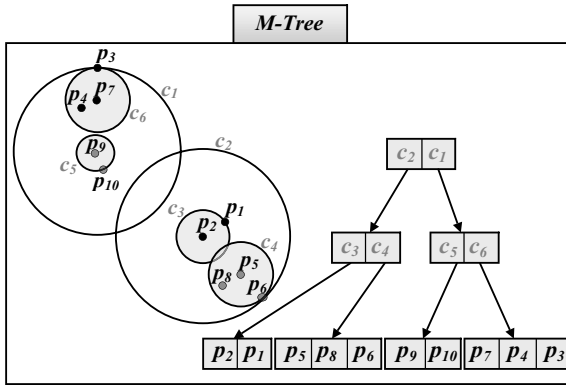 M-Tree
p3
c1
p4 p7
c6
c2
p9
c5
p10
c2 c1
c3 p2 p1
c4
c3 c4
c5 c6
p8 p5
p6
p2 p1
p5 p8 p6
p9 p10
p7 p4 p3